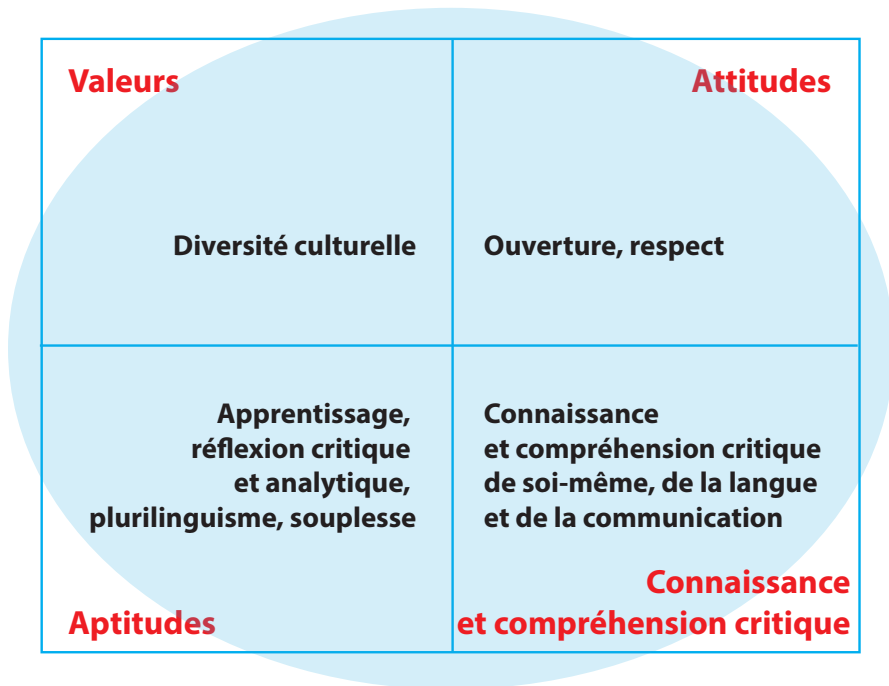 Valeurs
Attitudes
Diversité culturelle
Ouverture, respect
Apprentissage,
réflexion critique
et analytique,
plurilinguisme, souplesse
Connaissance
et compréhension critique
de soi-même, de la langue
et de la communication
Aptitudes
Connaissance
et compréhension critique